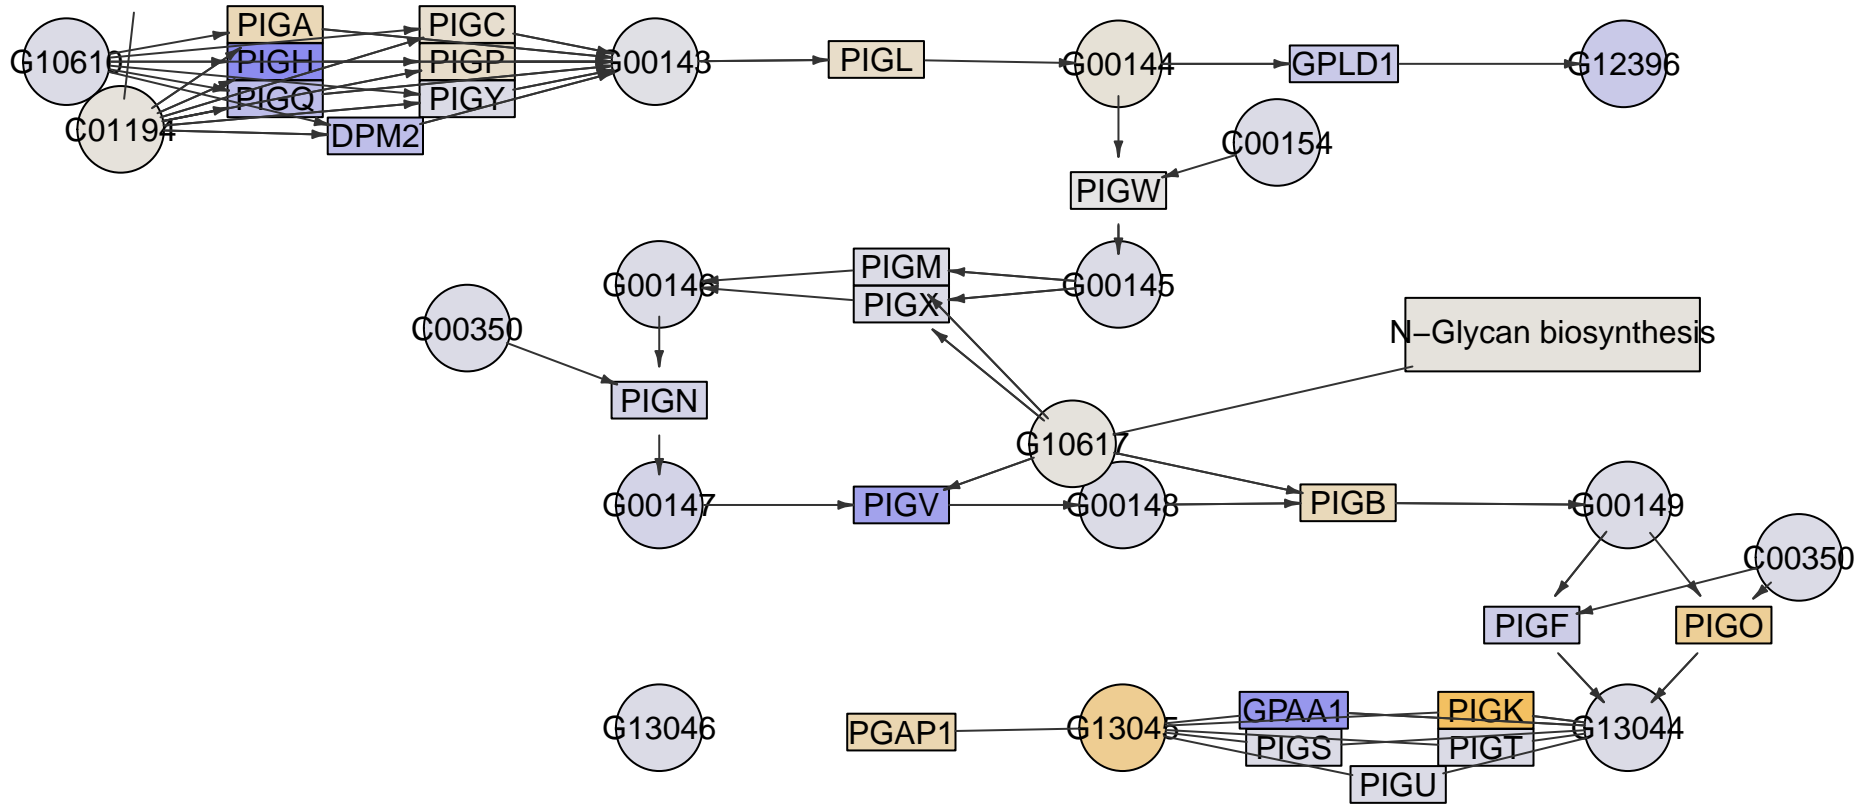 PIGA
PIGC
G10619
PIGH
PIGP
G00143
PIGL
G00144
GPLD1
G12396
PIGQ
PIGY
C01194
DPM2
C00154
PIGW
PIGM
G00146
G00145
PIGX
C00350
N−Glycan biosynthesis
PIGN
G10617
G00147
PIGV
G00148
PIGB
G00149
C00350
PIGF
PIGO
GPAA1
PIGK
G13046
PGAP1
G13045
G13044
PIGS
PIGT
PIGU